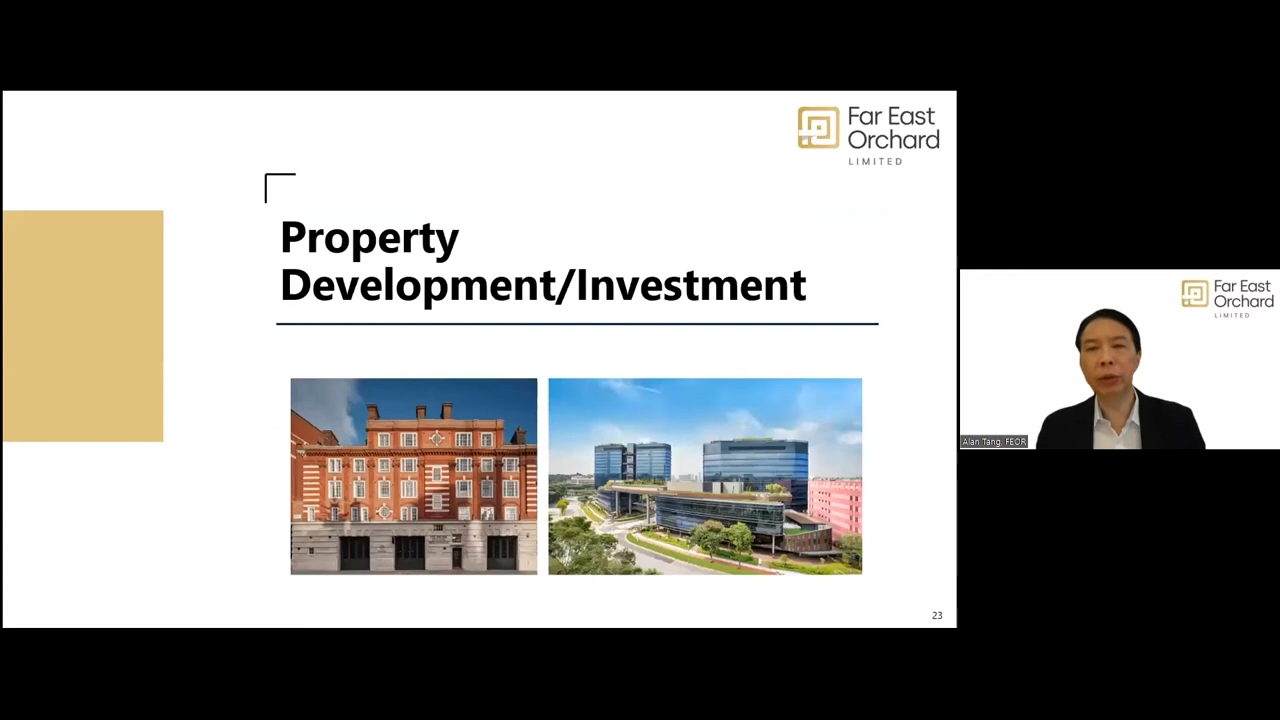 Far East
Orchard
LIMITED
Property
Development/Investment
23
Far East
Orchard
LIMITED
Alan Tang, FEOR